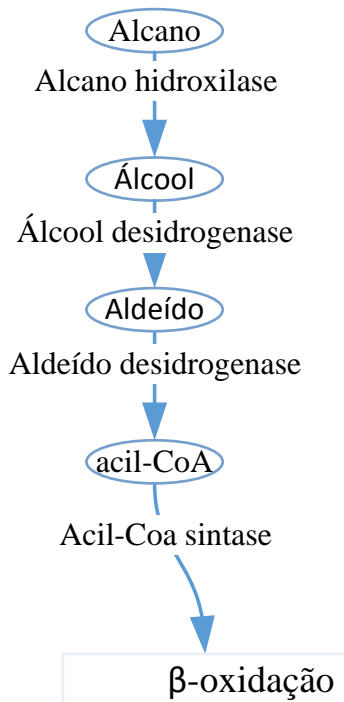 Alcano
Alcano hidroxilase
Álcool
Álcool desidrogenase
Aldeído
Aldeído desidrogenase
acil-CoA
Acil-Coa sintase
β-oxidação